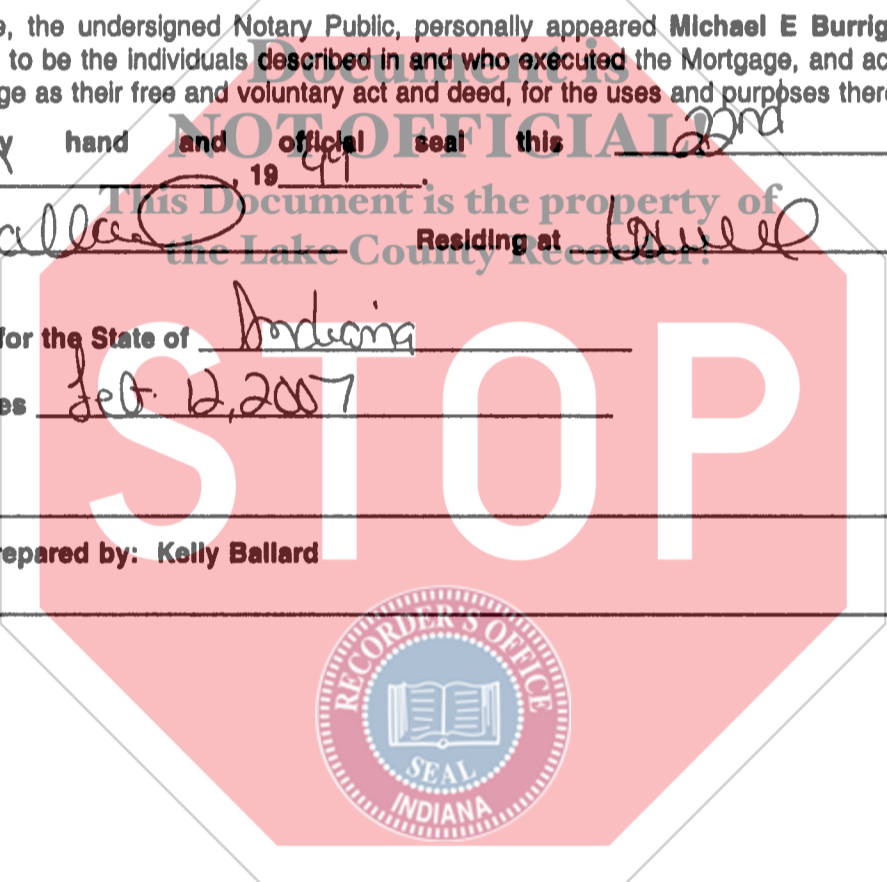 e, the undersigned Notary Public, personally appeared Michael E Burrig
to be the individuals described in and who executed the Mortgage, and ac
ge as their free and voluntary act and deed, for the uses and purposes there
Document is
y hand and official seal this 22nd
NOT OFFICIAL!
, 19 99.
This Document is the property of
allard Residing at Lowell
the Lake County Recorder!
for the State of Indiana
es Feb. 12, 2007
STOP
repared by: Kelly Ballard
RECORDER'S OFFICE
SEAL
INDIANA